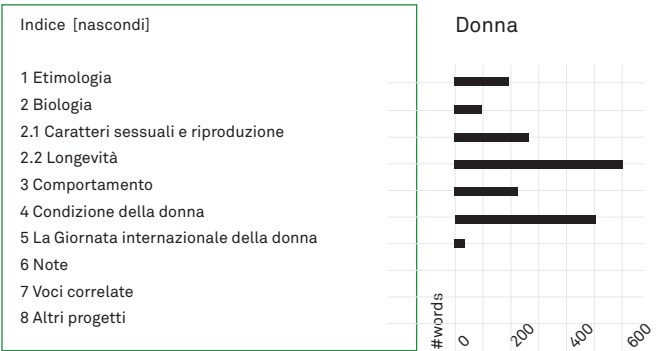 Indice [nascondi]
Donna
1 Etimologia
2 Biologia
2.1 Caratteri sessuali e riproduzione
2.2 Longevità
3 Comportamento
4 Condizione della donna
5 La Giornata internazionale della donna
6 Note
7 Voci correlate
8 Altri progetti
#words
0
200
400
600